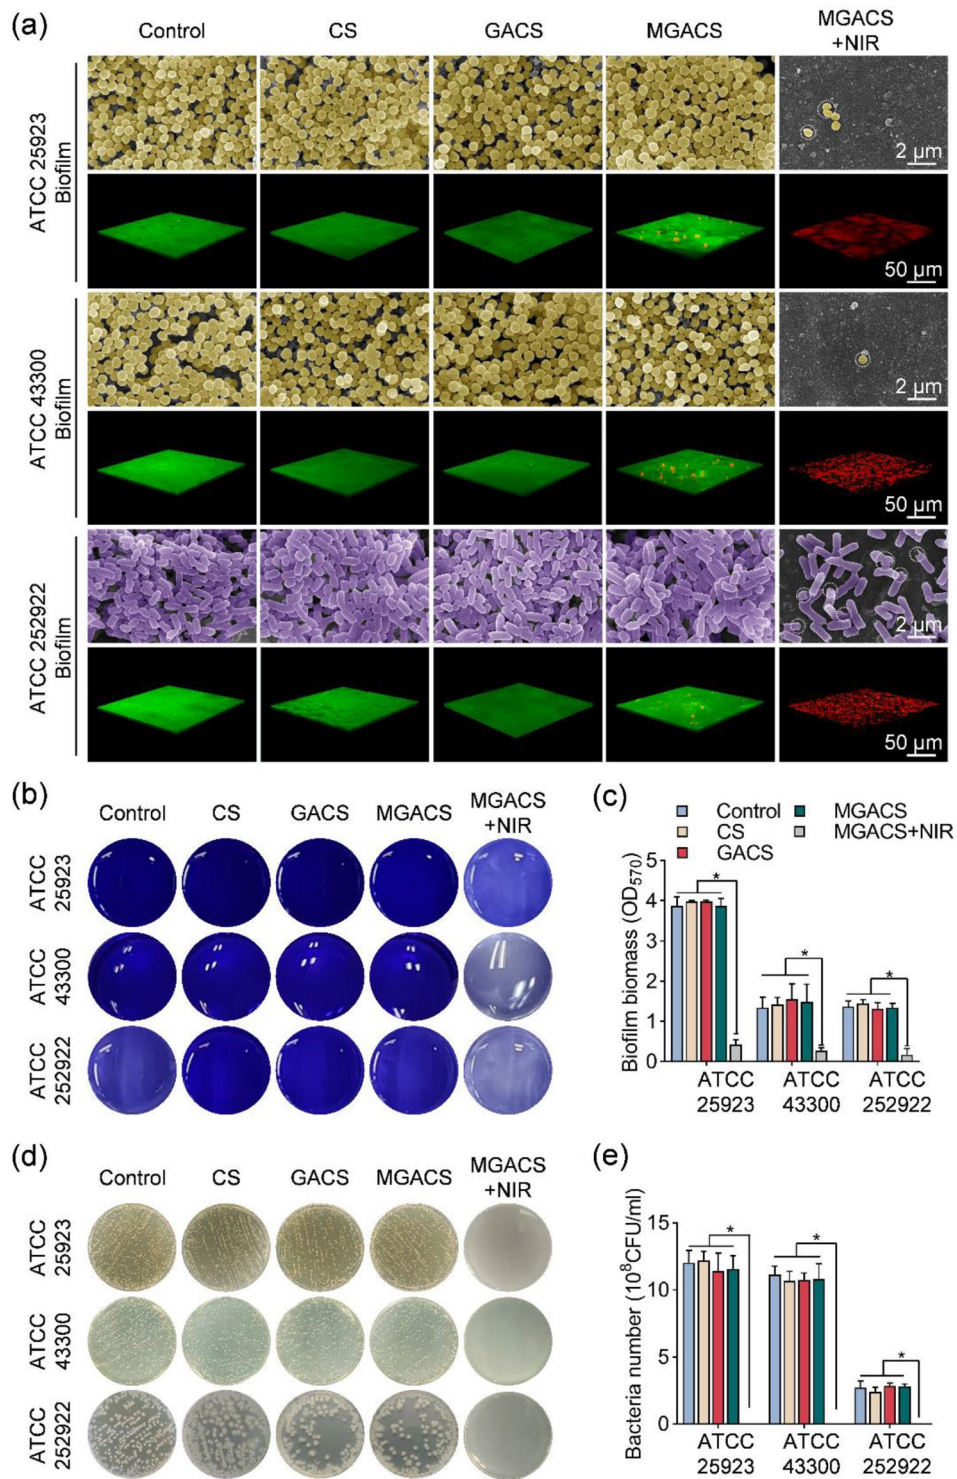 (a)
Control CS GACS MGACS MGACS
+NIR
ATCC 25923
Biofilm
2 µm
50 µm
ATCC 43300
Biofilm
2 µm
50 µm
ATCC 252922
Biofilm
2 µm
50 µm
(b)
Control CS GACS MGACS MGACS
+NIR
ATCC
25923
ATCC
43300
ATCC
252922
(c)
Control MGACS
CS MGACS+NIR
GACS
Biofilm biomass (OD570)
5
4
3
2
1
0
* * *
ATCC ATCC ATCC
25923 43300 252922
(d)
Control CS GACS MGACS MGACS
+NIR
ATCC
25923
ATCC
43300
ATCC
252922
(e)
Bacteria number (10⁸CFU/ml)
15
10
5
0
* * *
ATCC ATCC ATCC
25923 43300 252922